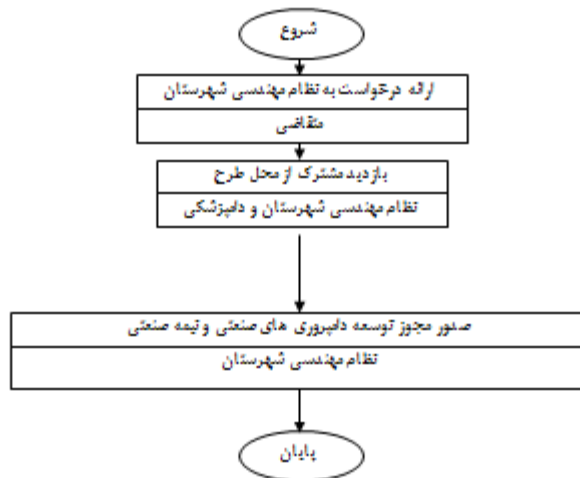 شروع
ارائه درخواست به نظام مهندسی شهرستان
متقاضی
بازدید مشترک از محل طرح
نظام مهندسی شهرستان و دامپزشکی
صدور مجوز توسعه دامپروری های صنعتی و نیمه صنعتی
نظام مهندسی شهرستان
پایان